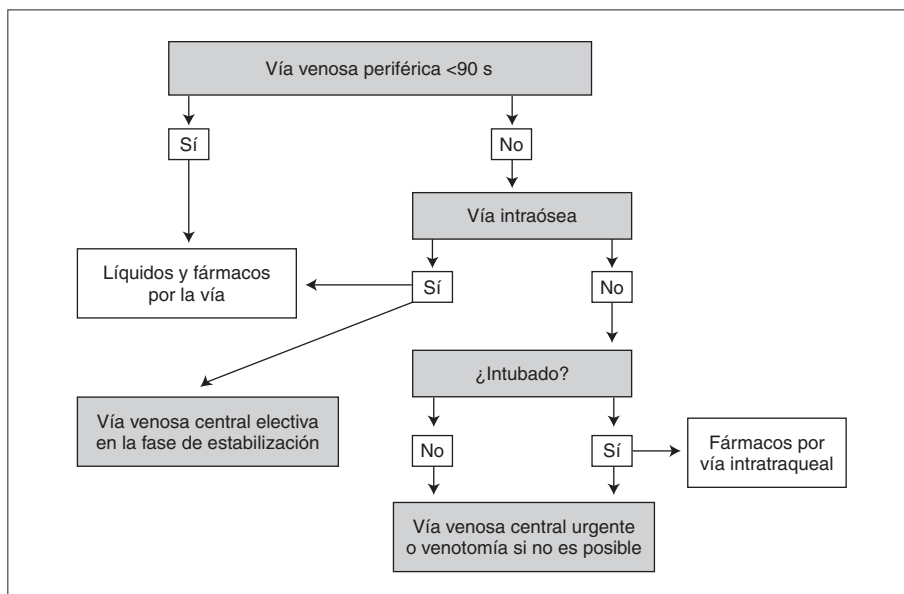 Vía venosa periférica <90 s
Sí
No
Vía intraósea
Líquidos y fármacos
por la vía
Sí
No
¿Intubado?
Vía venosa central electiva
en la fase de estabilización
No
Sí
Fármacos por
vía intratraqueal
Vía venosa central urgente
o venotomía si no es posible